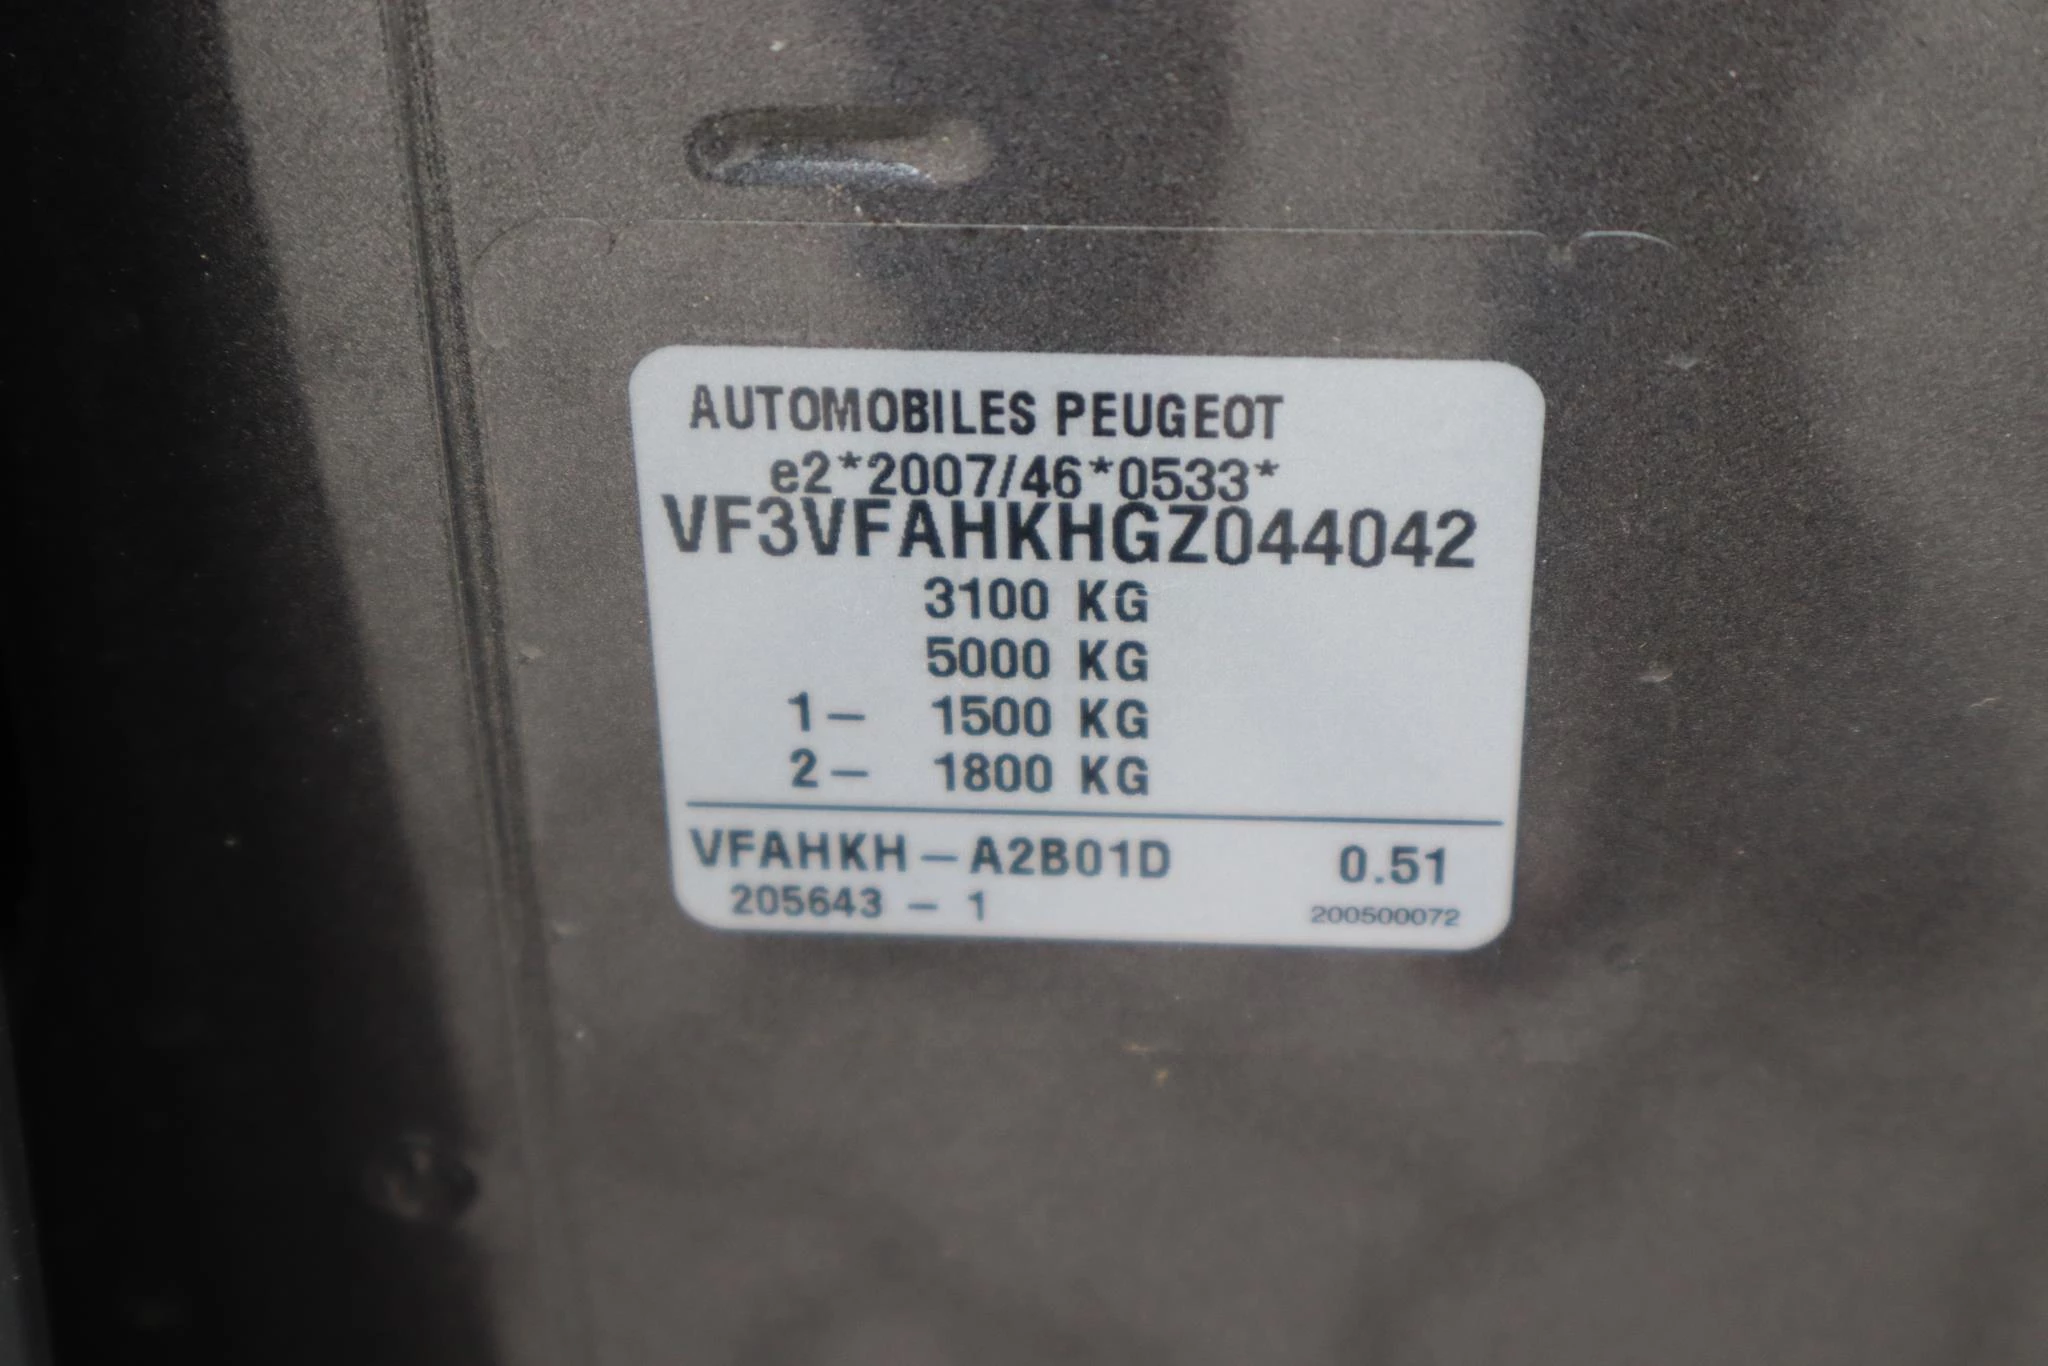 AUTOMOBILES PEUGEOT
e2*2007/46*0533*
VF3VFAHKHGZ044042
3100 KG
5000 KG
1– 1500 KG
2– 1800 KG
VFAHKH – A2B01D 0.51
205643 – 1 200500072